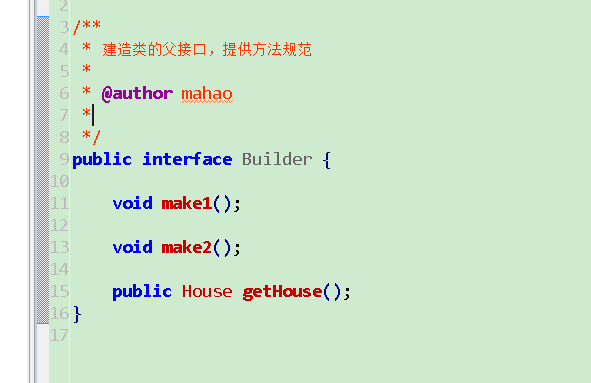 2
3 /**
4 * 建造类的父接口，提供方法规范
5 *
6 * @author mahao
7 *
8 */
9 public interface Builder {
10
11 void make1();
12
13 void make2();
14
15 public House getHouse();
16 }
17